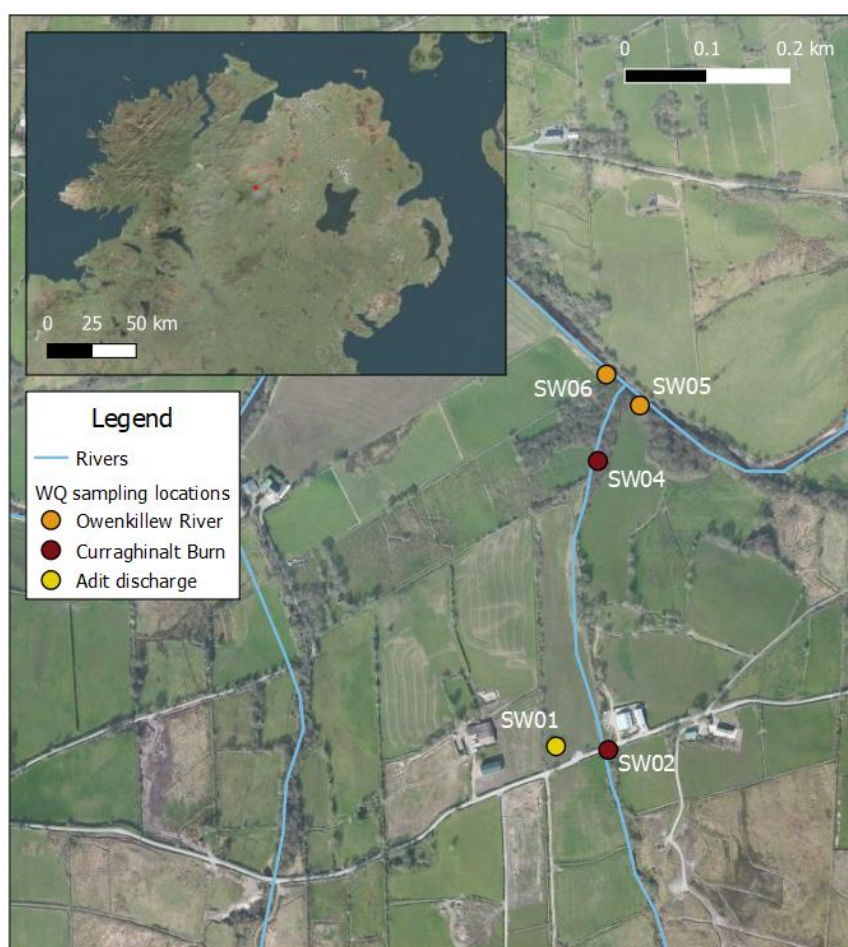 0 0.1 0.2 km
0 25 50 km
SW06
SW05
SW04
Legend
Rivers
WQ sampling locations
Owenkillew River
Curraghinalt Burn
Adit discharge
SW01
SW02